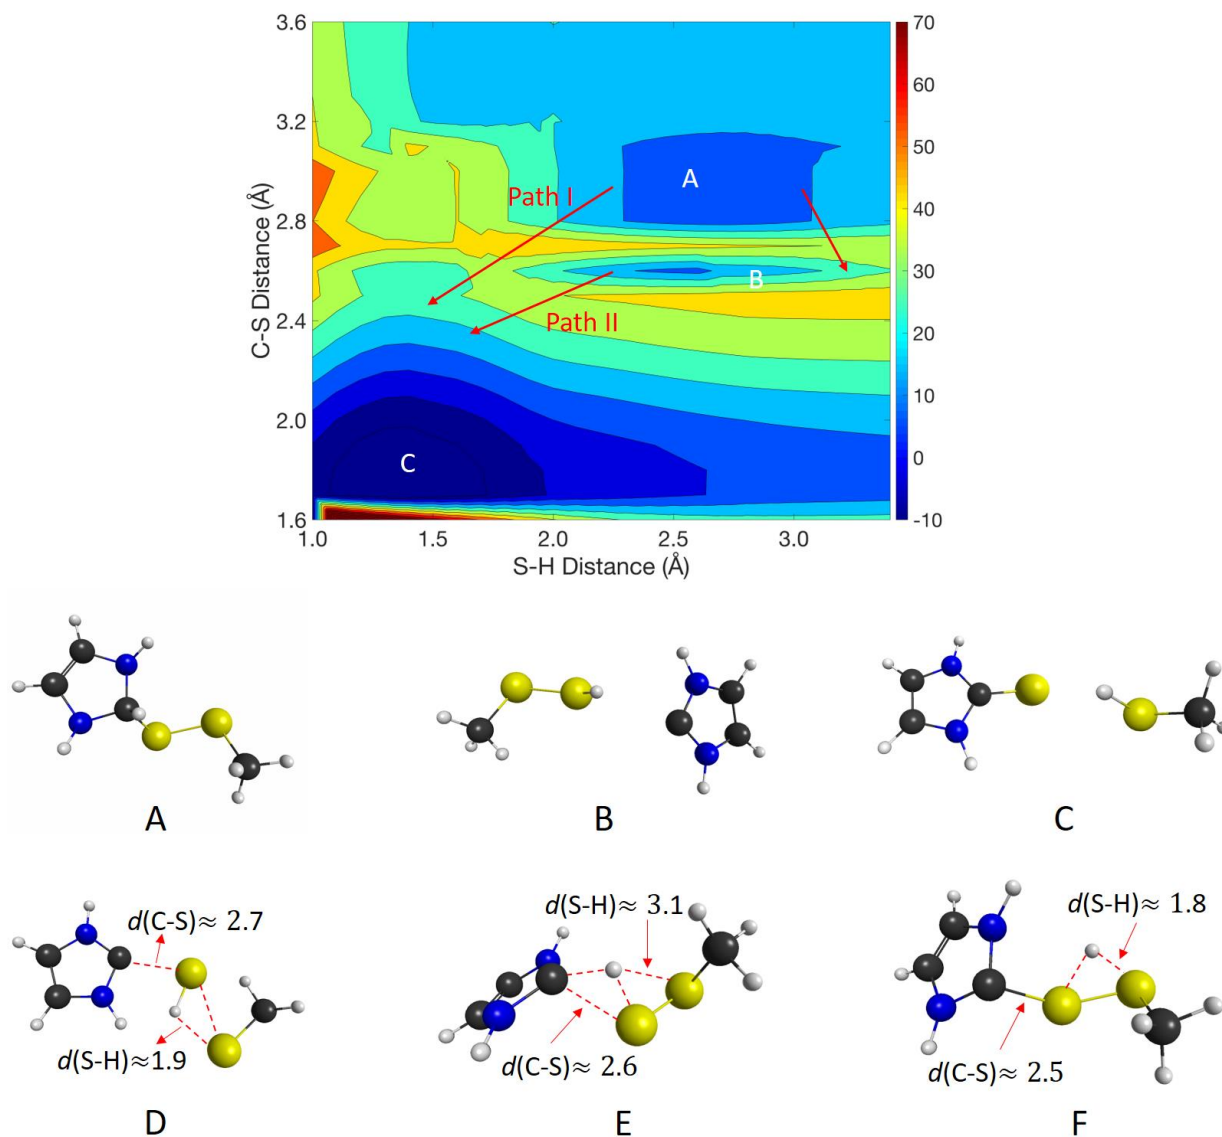 3.6
3.2
2.8
2.4
2.0
1.6
C-S Distance (Å)
1.0
1.5
2.0
2.5
3.0
S-H Distance (Å)
70
60
50
40
30
20
10
0
-10
A
Path I
B
Path II
C
A
B
C
d(C-S)≈ 2.7
d(S-H)≈1.9
D
d(S-H)≈ 3.1
d(C-S)≈ 2.6
E
d(S-H)≈ 1.8
d(C-S)≈ 2.5
F